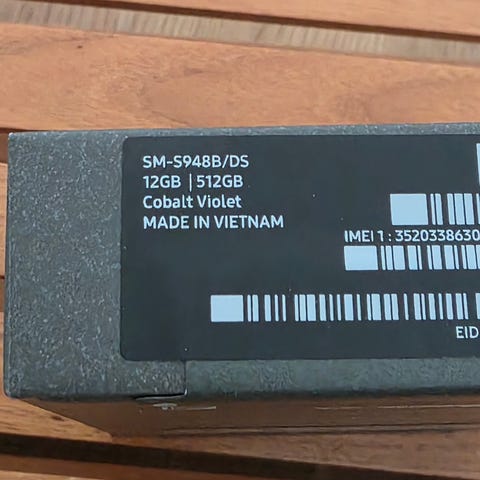 SM-S948B/DS
12GB | 512GB
Cobalt Violet
MADE IN VIETNAM
IMEI 1 : 3520338630
EID